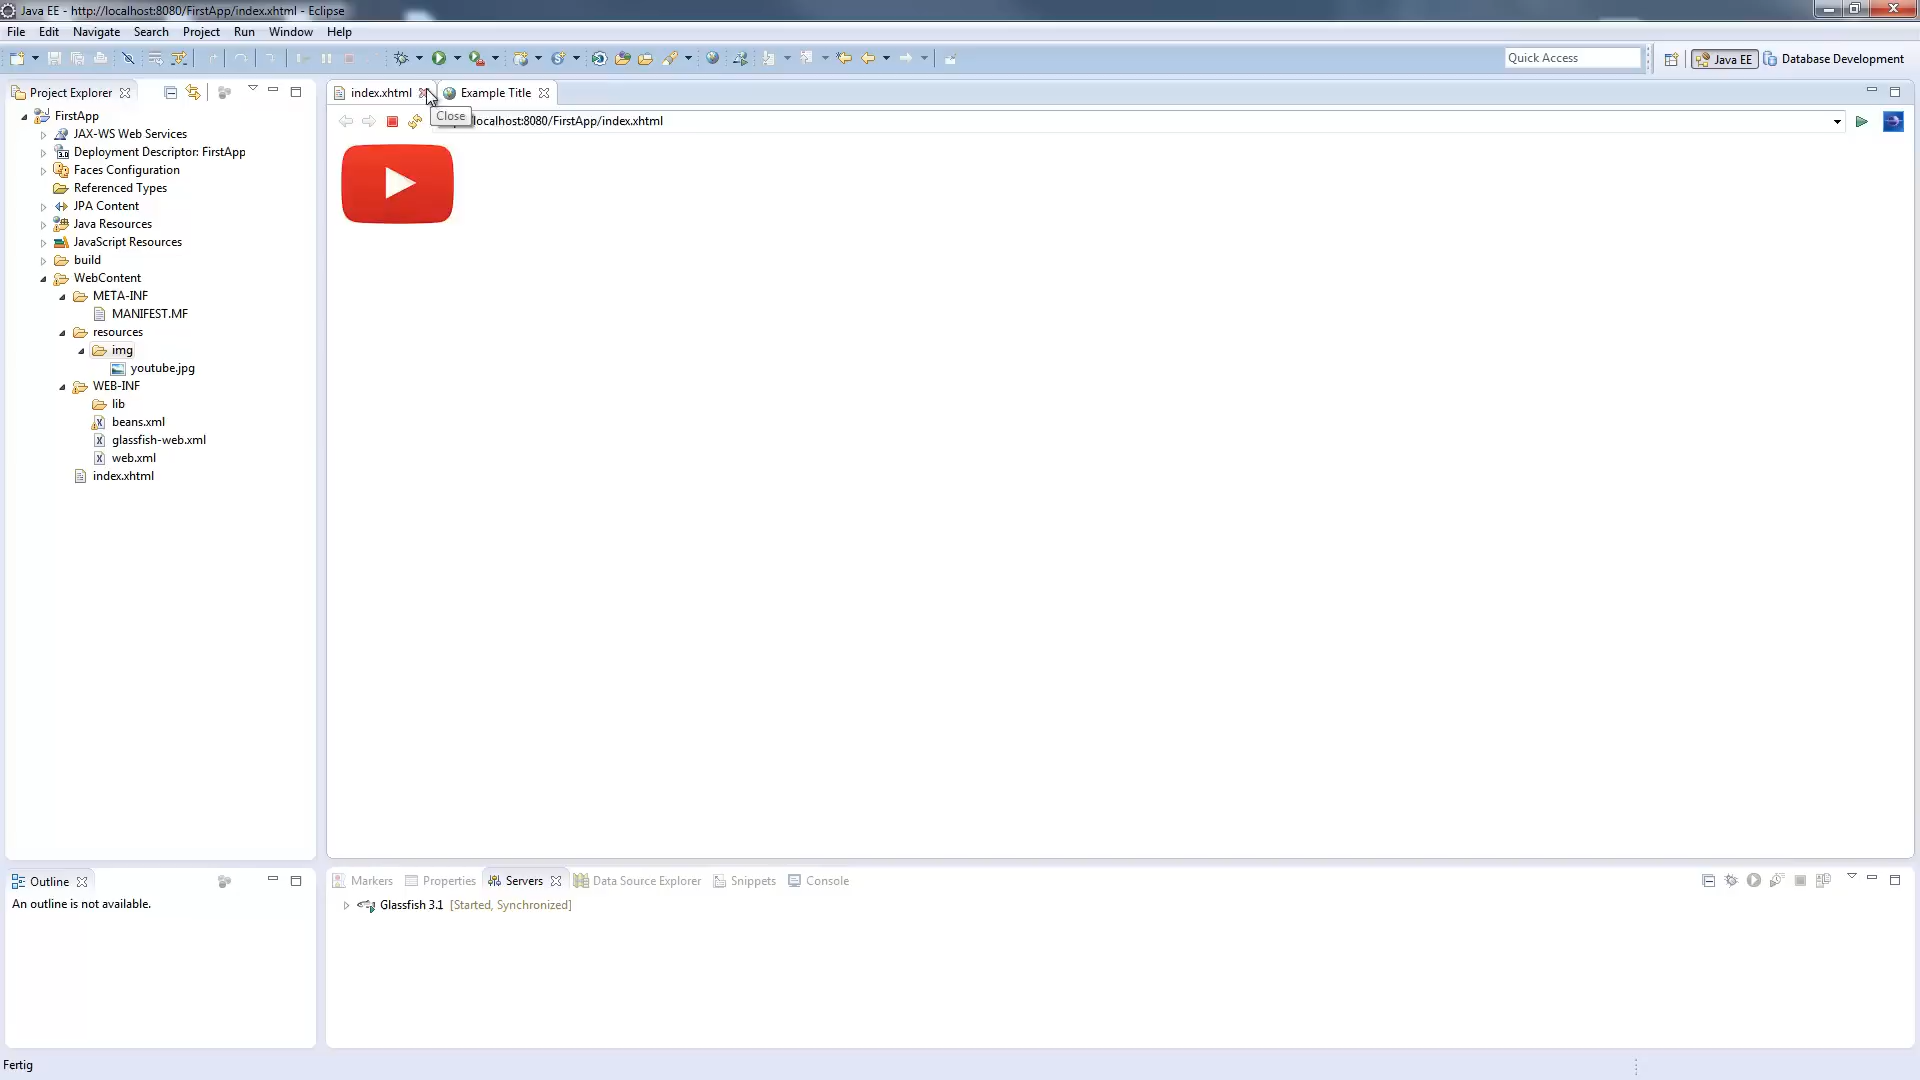 Java EE - http://localhost:8080/FirstApp/index.xhtml - Eclipse
File Edit Navigate Search Project Run Window Help
Quick Access
Java EE
Database Development
Project Explorer
FirstApp
JAX-WS Web Services
Deployment Descriptor: FirstApp
Faces Configuration
Referenced Types
JPA Content
Java Resources
JavaScript Resources
build
WebContent
META-INF
MANIFEST.MF
resources
img
youtube.jpg
WEB-INF
lib
beans.xml
glassfish-web.xml
web.xml
index.xhtml
index.xhtml
Example Title
Close
localhost:8080/FirstApp/index.xhtml
Outline
An outline is not available.
Markers Properties Servers Data Source Explorer Snippets Console
Glassfish 3.1 [Started, Synchronized]
Fertig